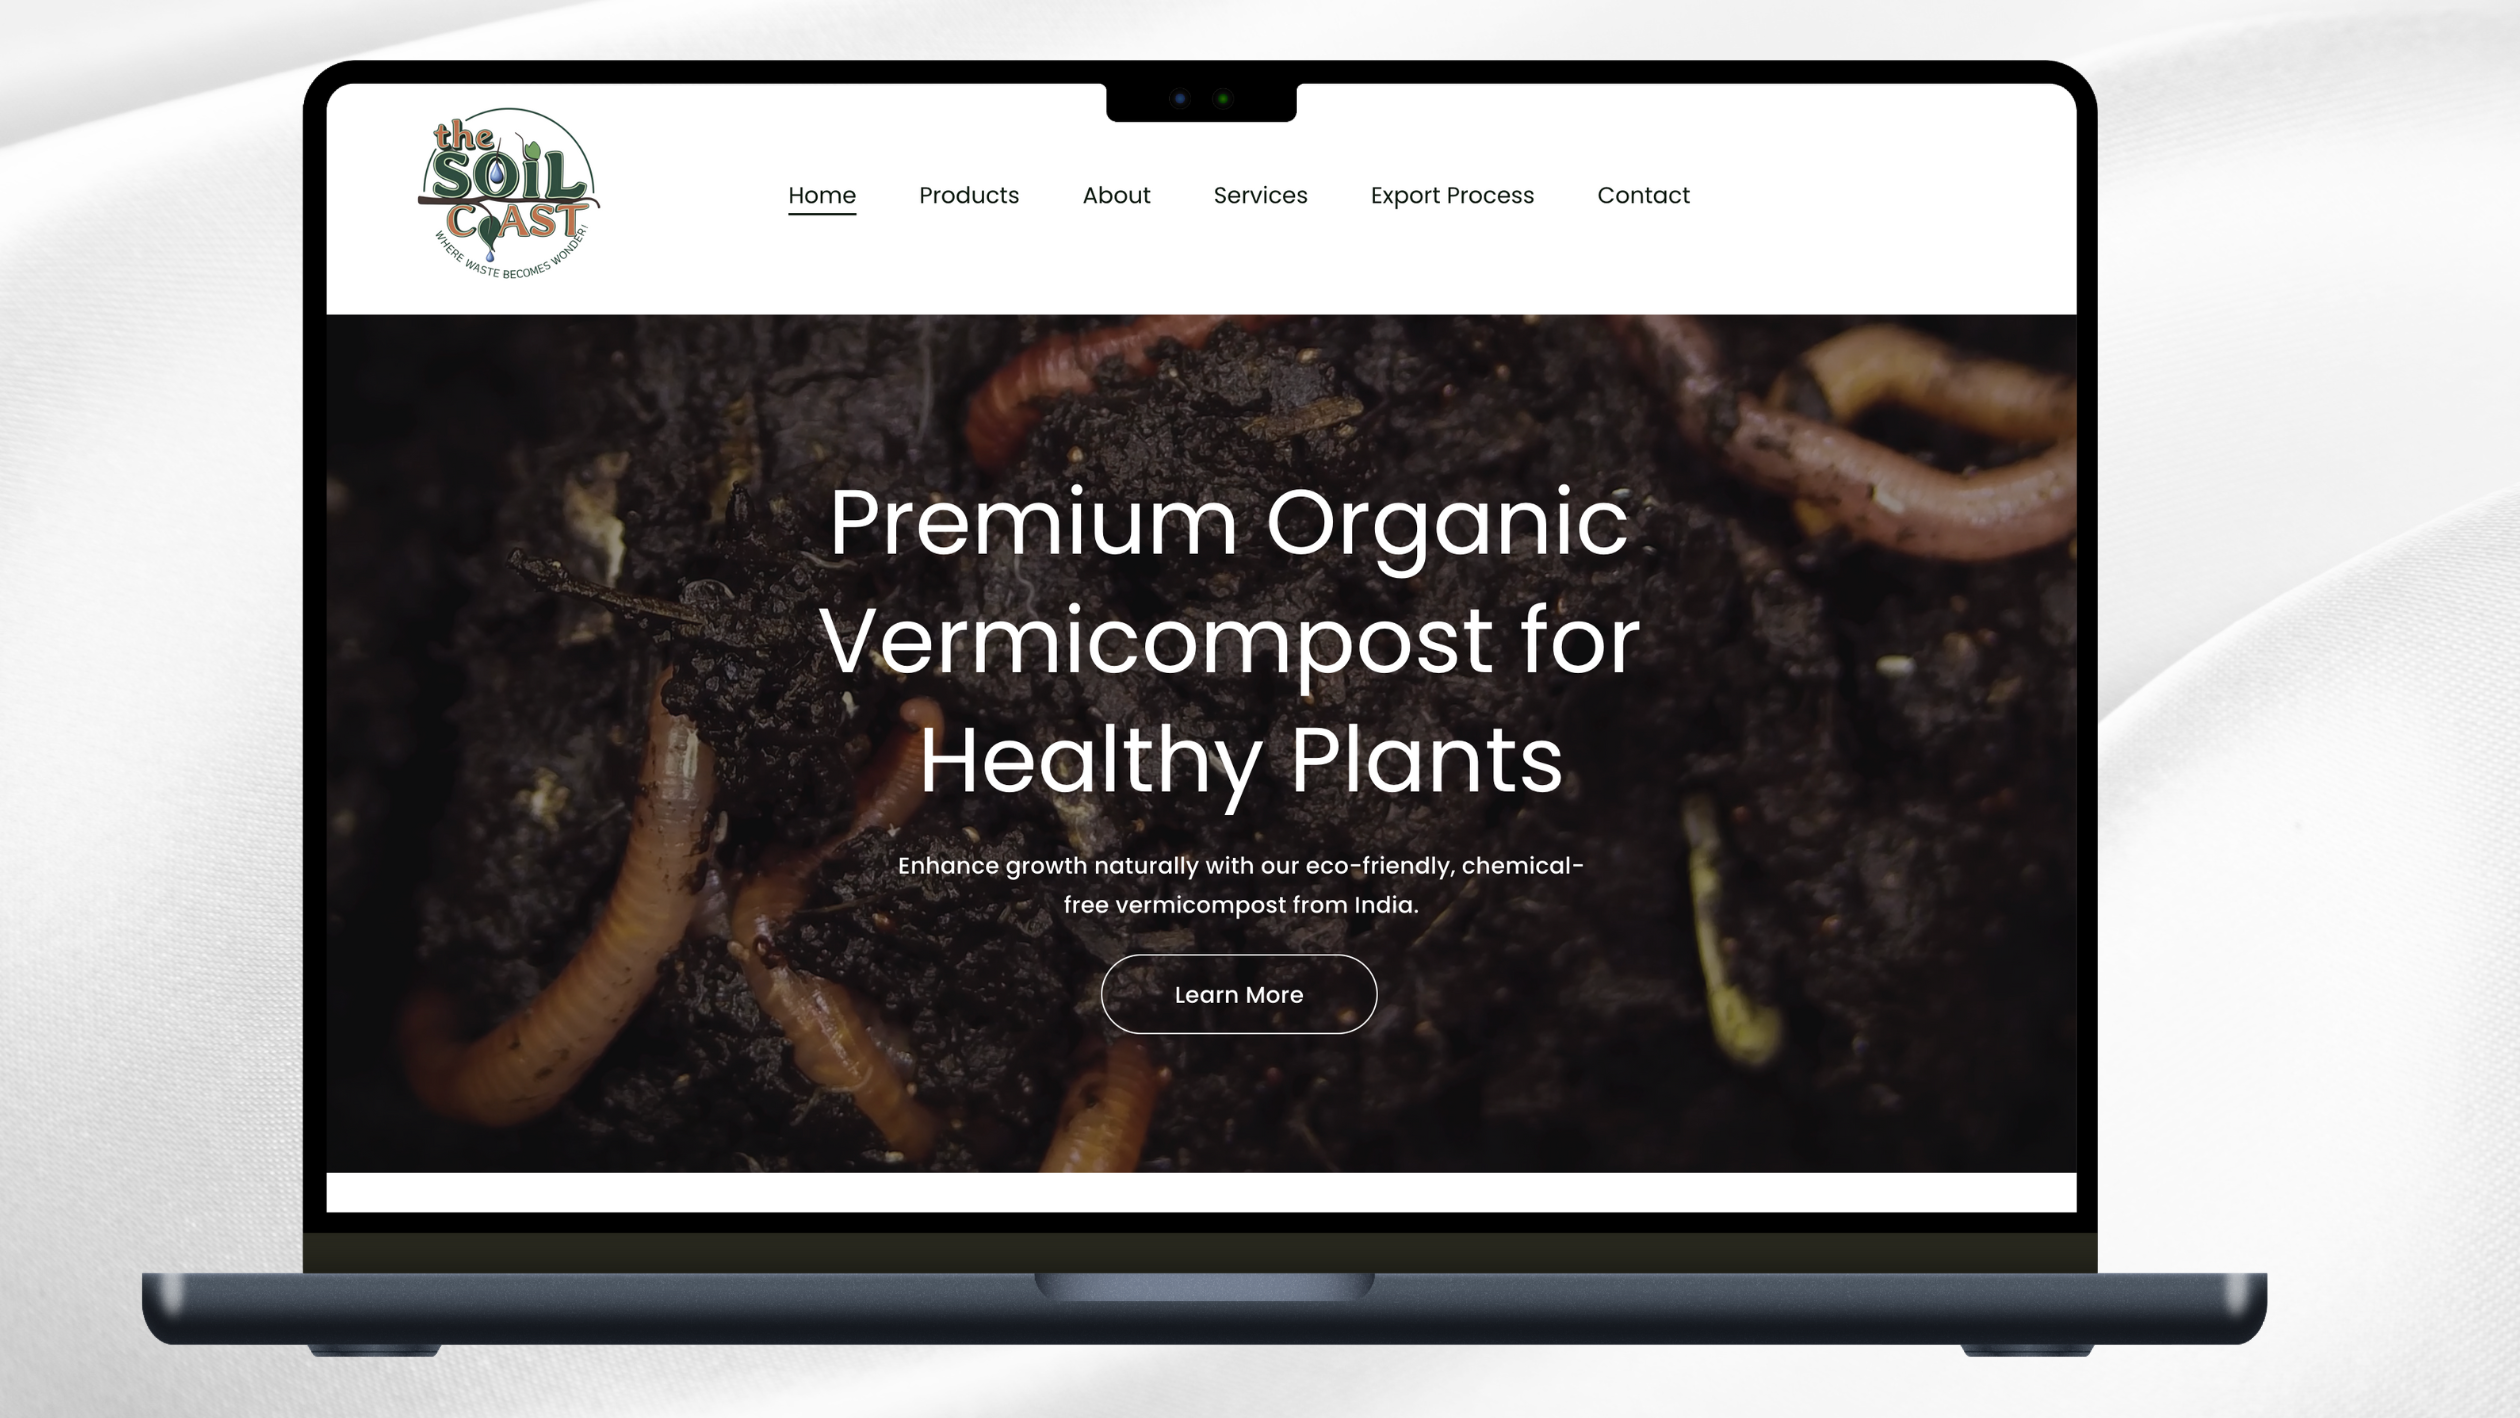 the
SOIL
CAST
WHERE WASTE BECOMES WONDER!
Home Products About Services Export Process Contact
Premium Organic
Vermicompost for
Healthy Plants
Enhance growth naturally with our eco-friendly, chemical-
free vermicompost from India.
Learn More